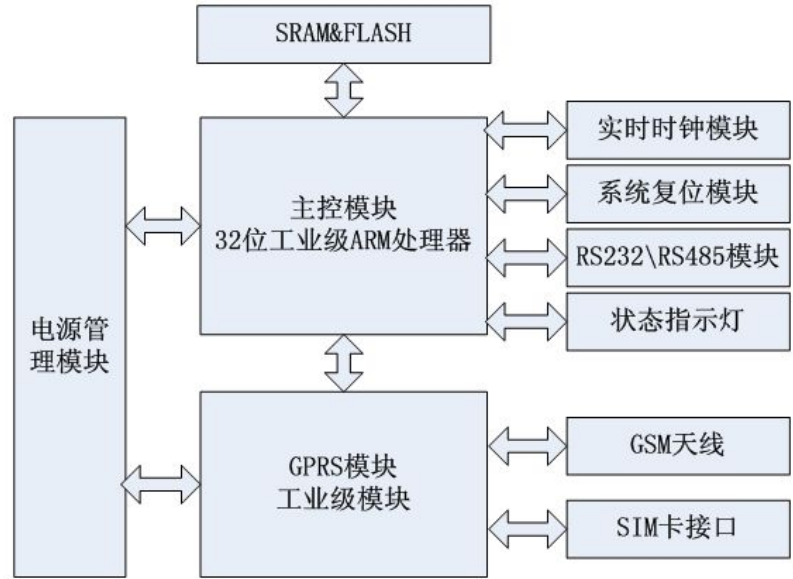 SRAM&FLASH
实时时钟模块
系统复位模块
主控模块
32位工业级ARM处理器
RS232\RS485模块
状态指示灯
电源管
理模块
GPRS模块
工业级模块
GSM天线
SIM卡接口